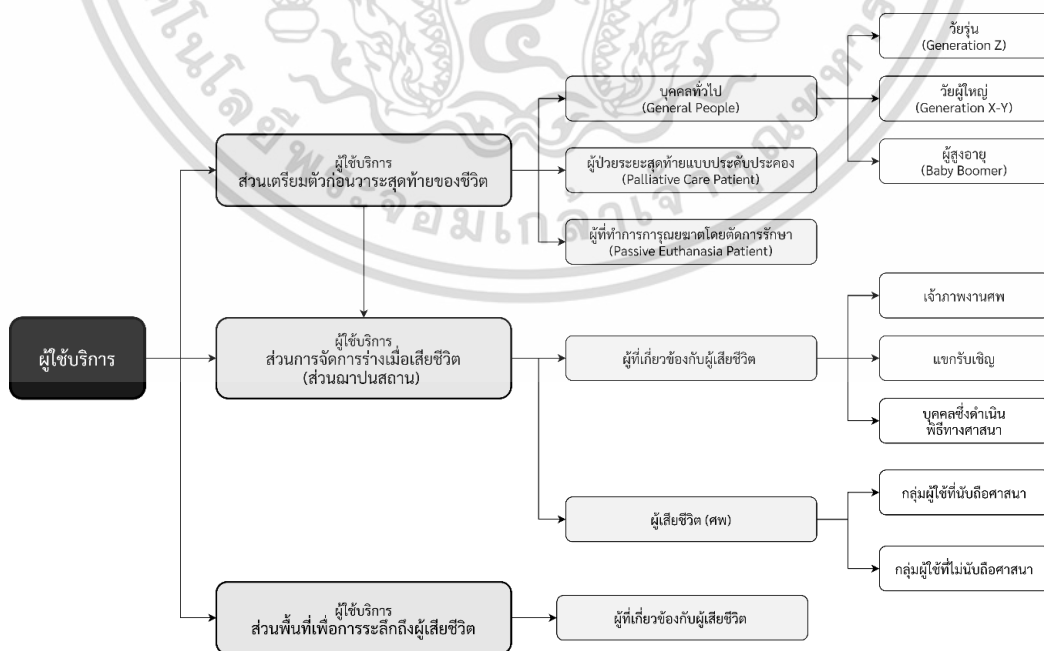 วัยรุ่น
(Generation Z)
บุคคลทั่วไป
(General People)
วัยผู้ใหญ่
(Generation X-Y)
ผู้สูงอายุ
(Baby Boomer)
ผู้ใช้บริการ
ส่วนเตรียมตัวก่อนวาระสุดท้ายของชีวิต
ผู้ป่วยระยะสุดท้ายแบบประคับประคอง
(Palliative Care Patient)
ผู้ที่ทำการการุณยฆาตโดยตัดการรักษา
(Passive Euthanasia Patient)
ผู้ใช้บริการ
ผู้ใช้บริการ
ส่วนการจัดการร่างเมื่อเสียชีวิต
(ส่วนฌาปนสถาน)
ผู้ที่เกี่ยวข้องกับผู้เสียชีวิต
เจ้าภาพงานศพ
แขกรับเชิญ
บุคคลซึ่งดำเนิน
พิธีทางศาสนา
ผู้เสียชีวิต (ศพ)
กลุ่มผู้ใช้ที่นับถือศาสนา
กลุ่มผู้ใช้ที่ไม่นับถือศาสนา
ผู้ใช้บริการ
ส่วนพื้นที่เพื่อการระลึกถึงผู้เสียชีวิต
ผู้ที่เกี่ยวข้องกับผู้เสียชีวิต